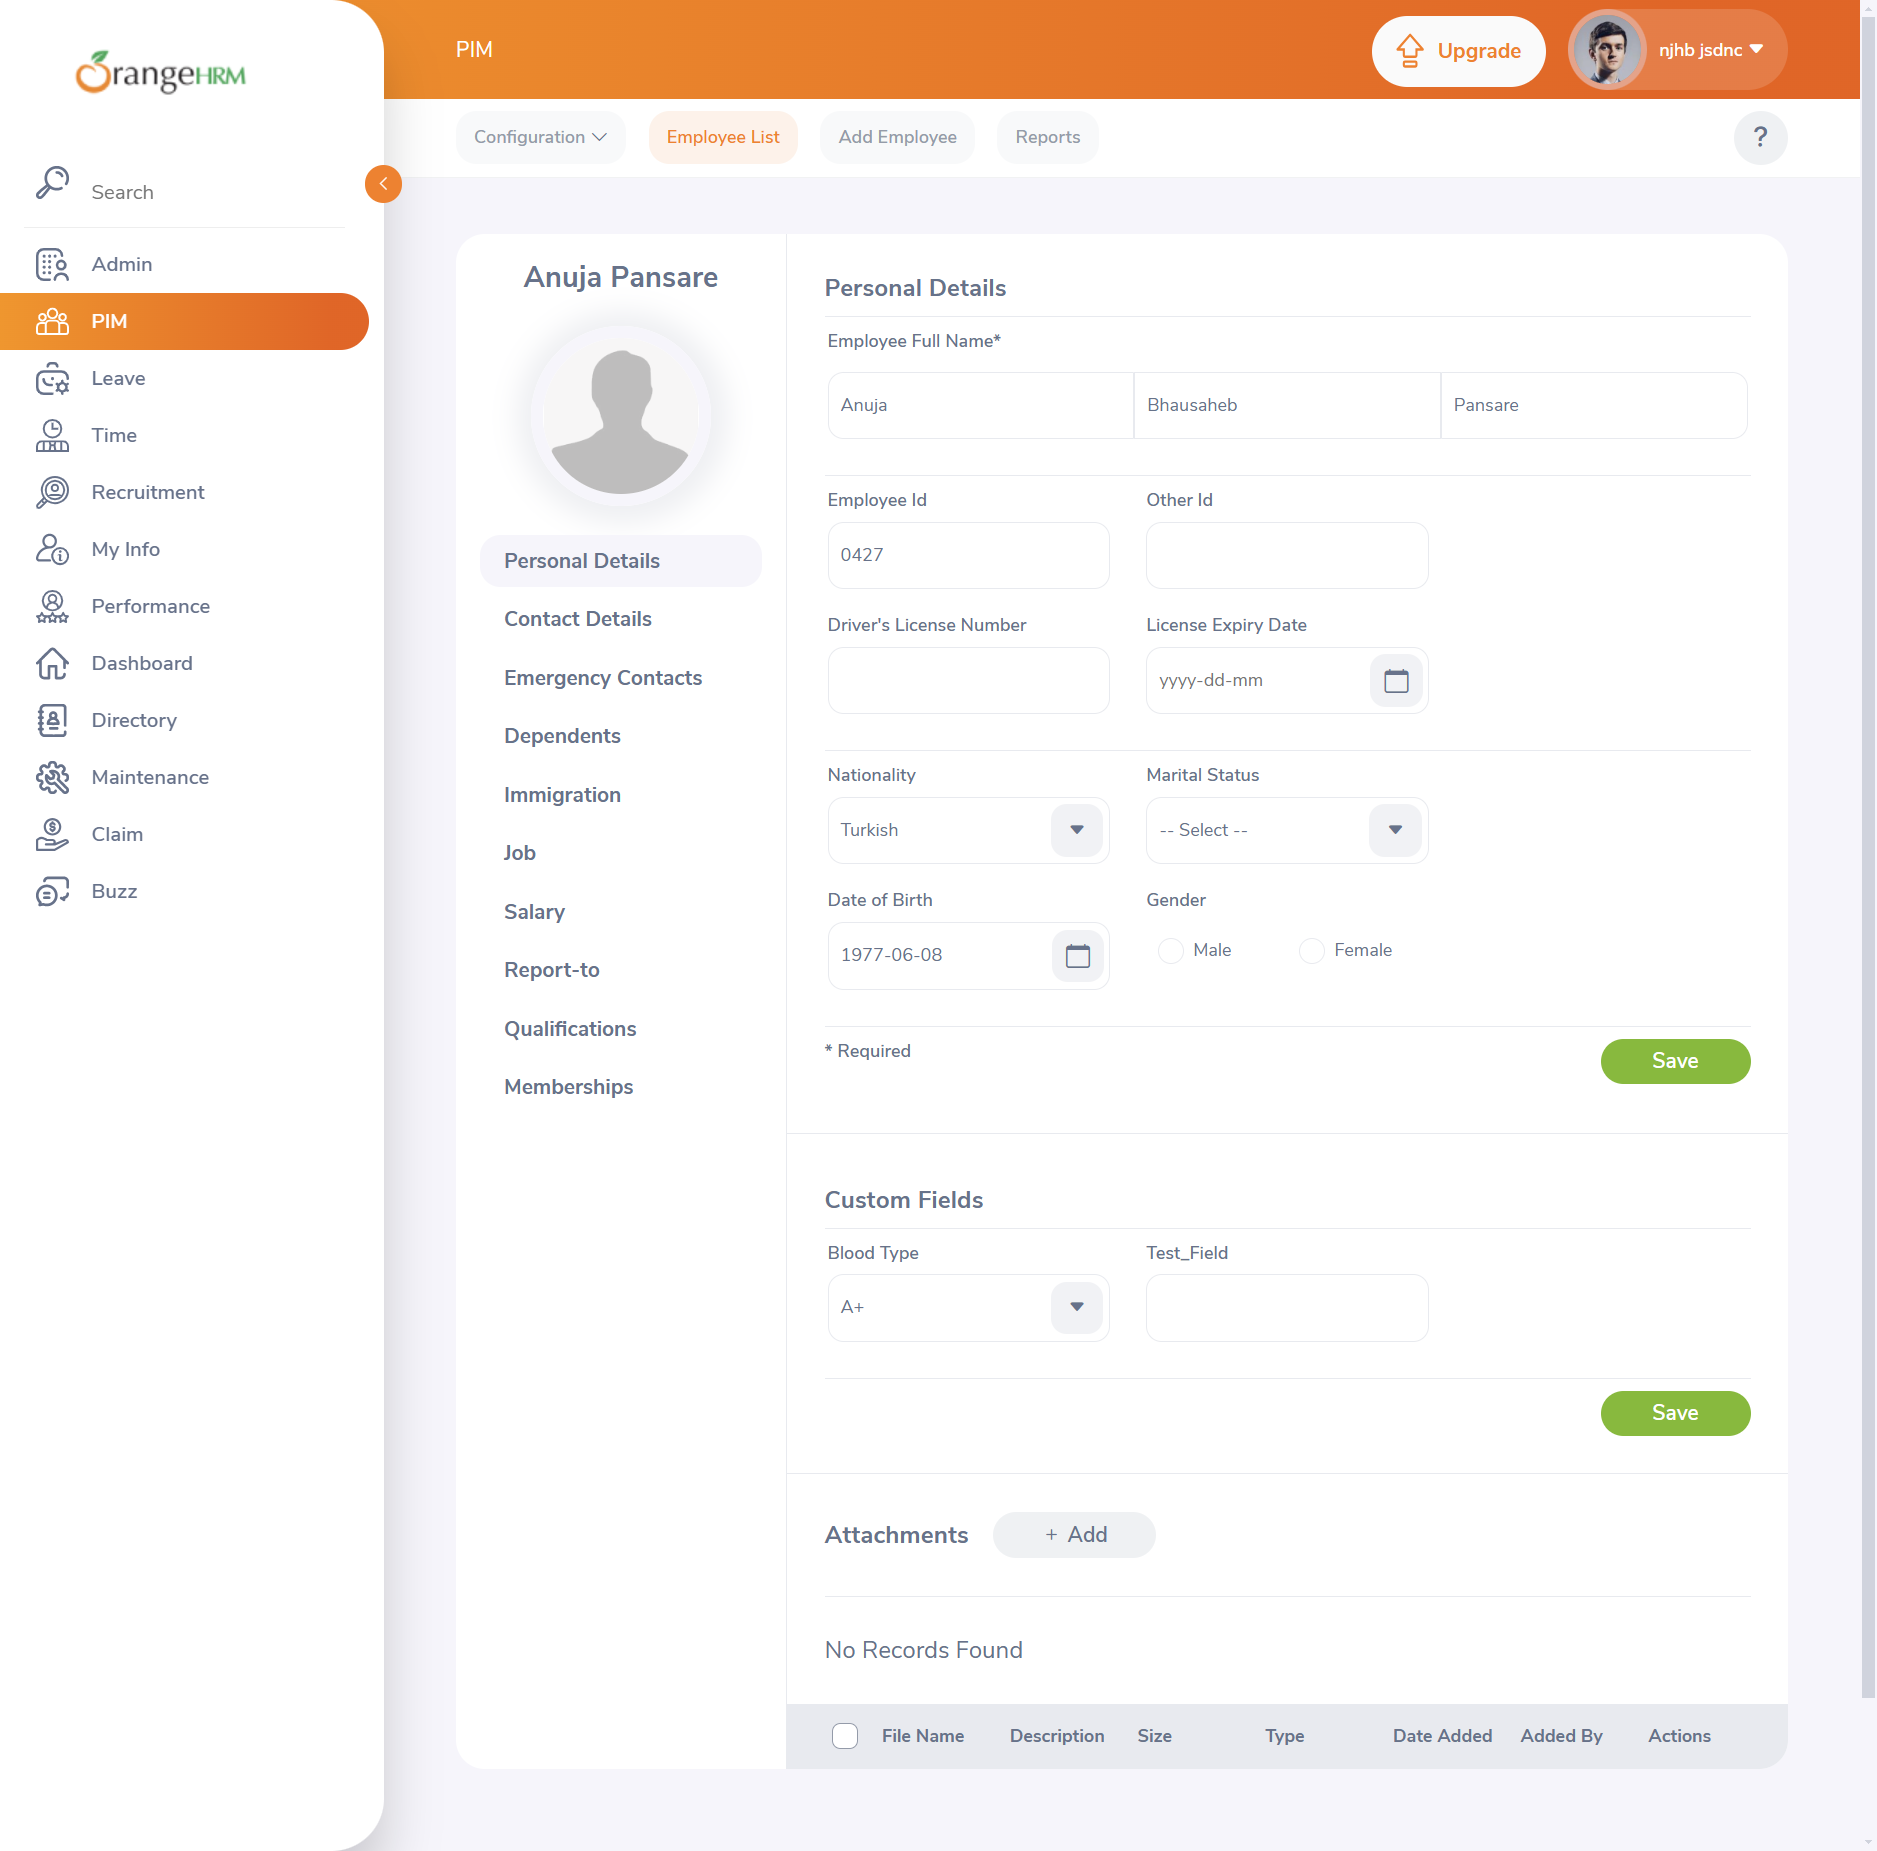 OrangeHRM
PIM
Upgrade
njhb jsdnc
Configuration
Employee List
Add Employee
Reports
?
Search
Admin
PIM
Leave
Time
Recruitment
My Info
Performance
Dashboard
Directory
Maintenance
Claim
Buzz
Anuja Pansare
Personal Details
Contact Details
Emergency Contacts
Dependents
Immigration
Job
Salary
Report-to
Qualifications
Memberships
Personal Details
Employee Full Name*
Anuja Bhausaheb Pansare
Employee Id Other Id
0427
Driver's License Number License Expiry Date
yyyy-dd-mm
Nationality Marital Status
Turkish -- Select --
Date of Birth Gender
1977-06-08 Male Female
* Required Save
Custom Fields
Blood Type Test_Field
A+
Save
Attachments + Add
No Records Found
File Name Description Size Type Date Added Added By Actions